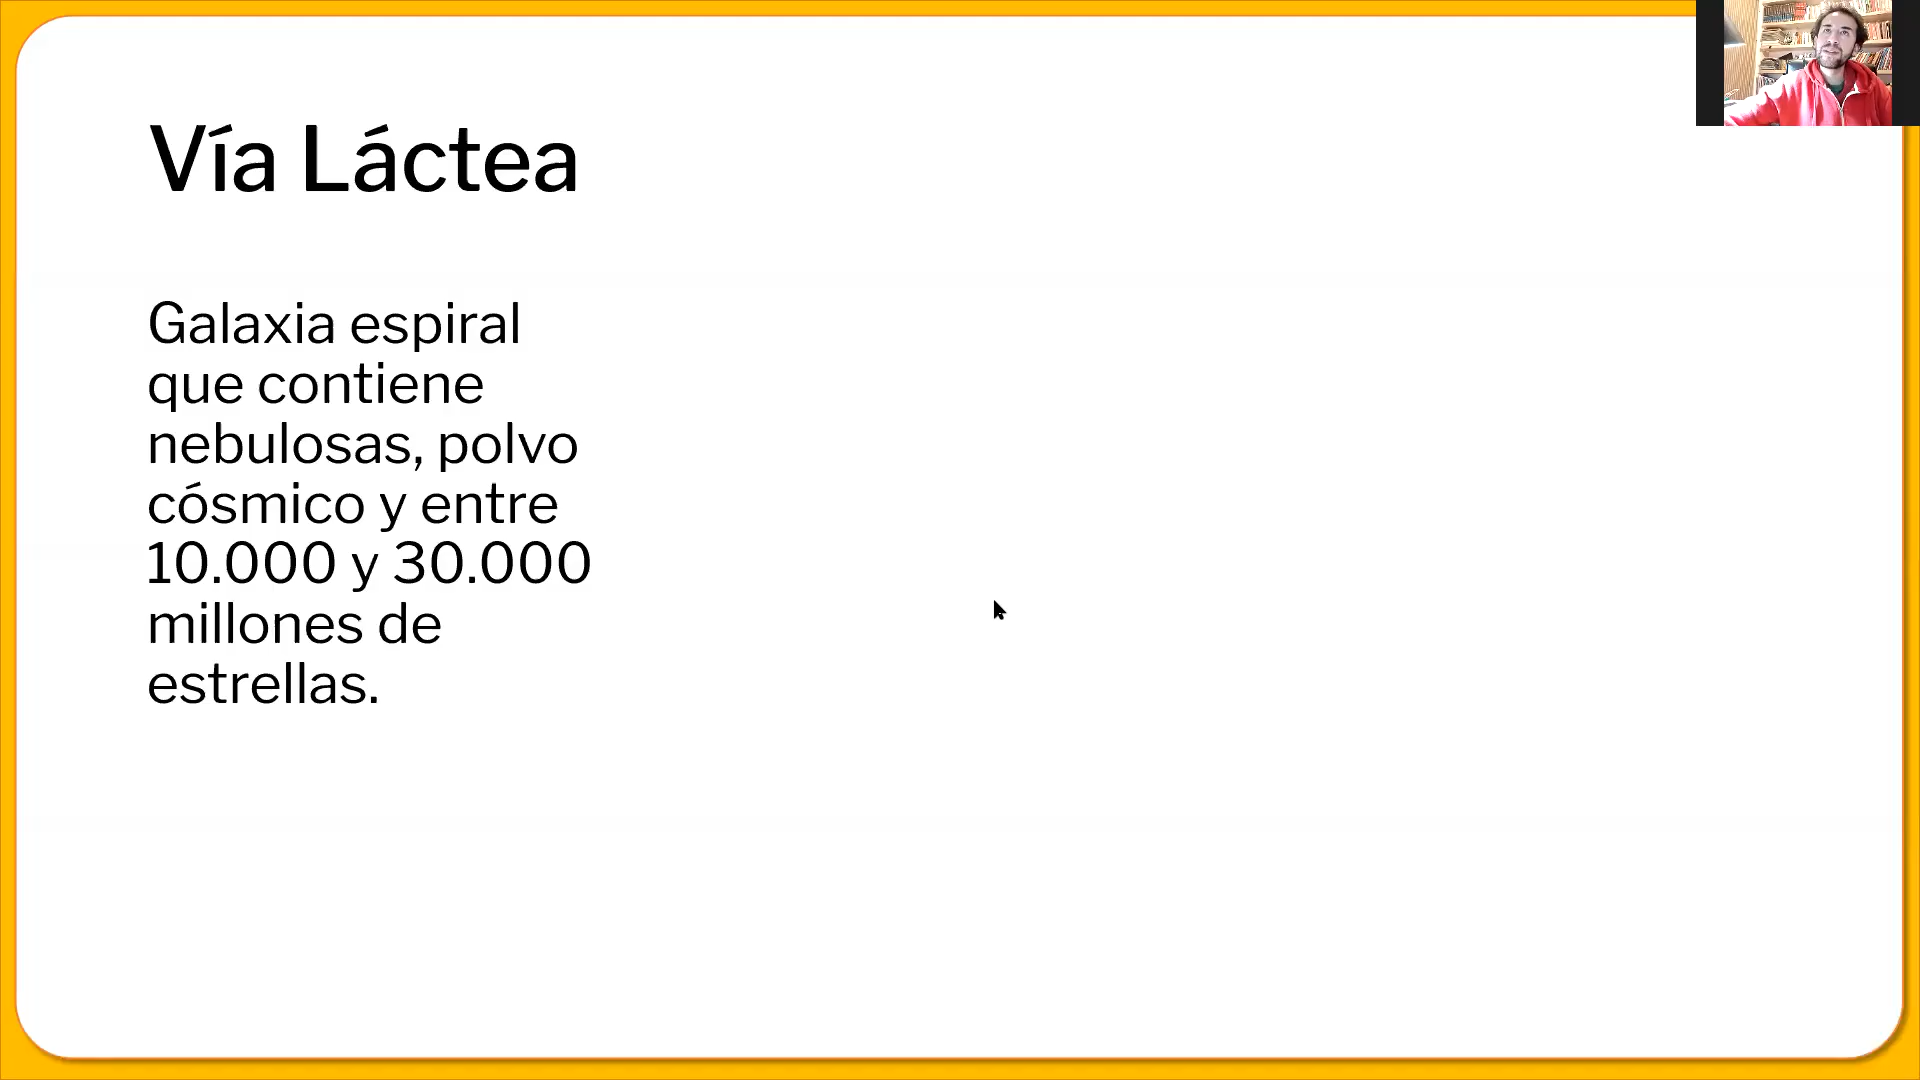 Vía Láctea
Galaxia espiral
que contiene
nebulosas, polvo
cósmico y entre
10.000 y 30.000
millones de
estrellas.